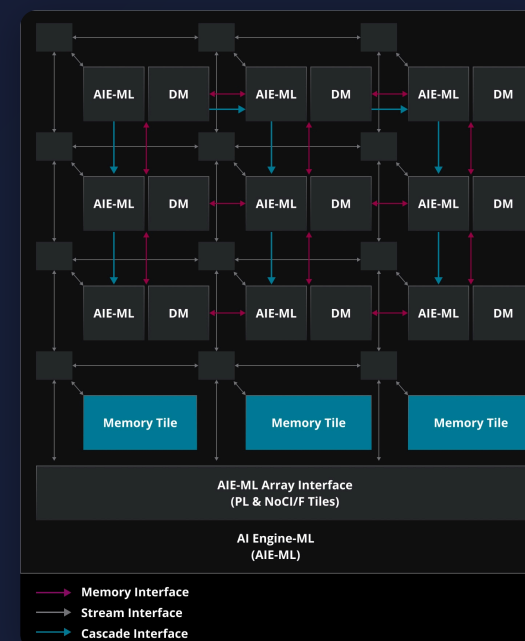 AIE-ML DM AIE-ML DM AIE-ML DM
AIE-ML DM AIE-ML DM AIE-ML DM
AIE-ML DM AIE-ML DM AIE-ML DM
Memory Tile Memory Tile Memory Tile
AIE-ML Array Interface
(PL & NoCI/F Tiles)
AI Engine-ML
(AIE-ML)
Memory Interface
Stream Interface
Cascade Interface